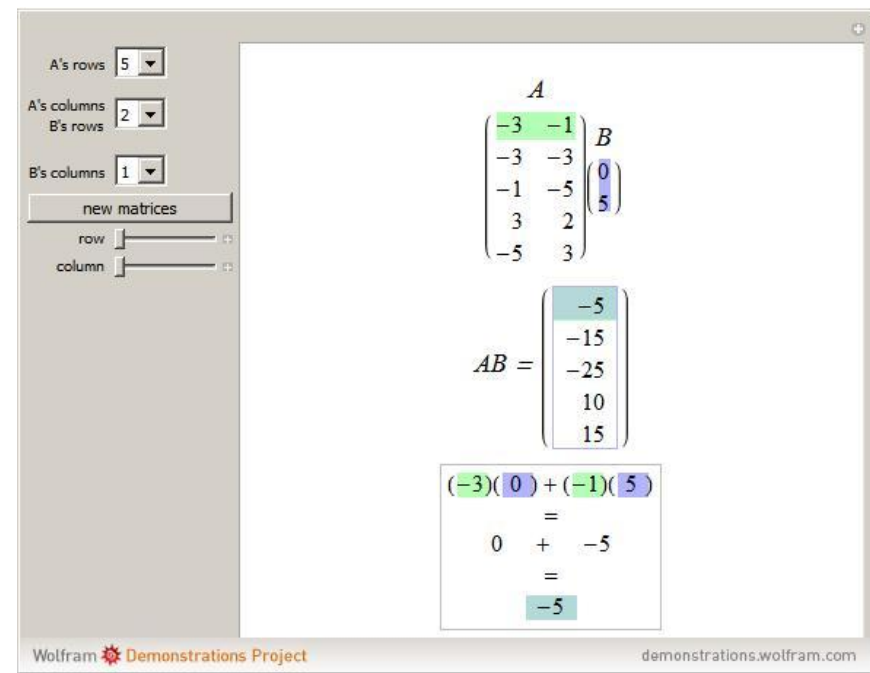 A's rows 5
A's columns
B's rows 2
B's columns 1
new matrices
row
column
A
−3 −1
−3 −3
−1 −5
3 2
−5 3
B
0
5
AB =
−5
−15
−25
10
15
(−3)( 0 ) + (−1)( 5 )
=
0 + −5
=
−5
Wolfram Demonstrations Project
demonstrations.wolfram.com